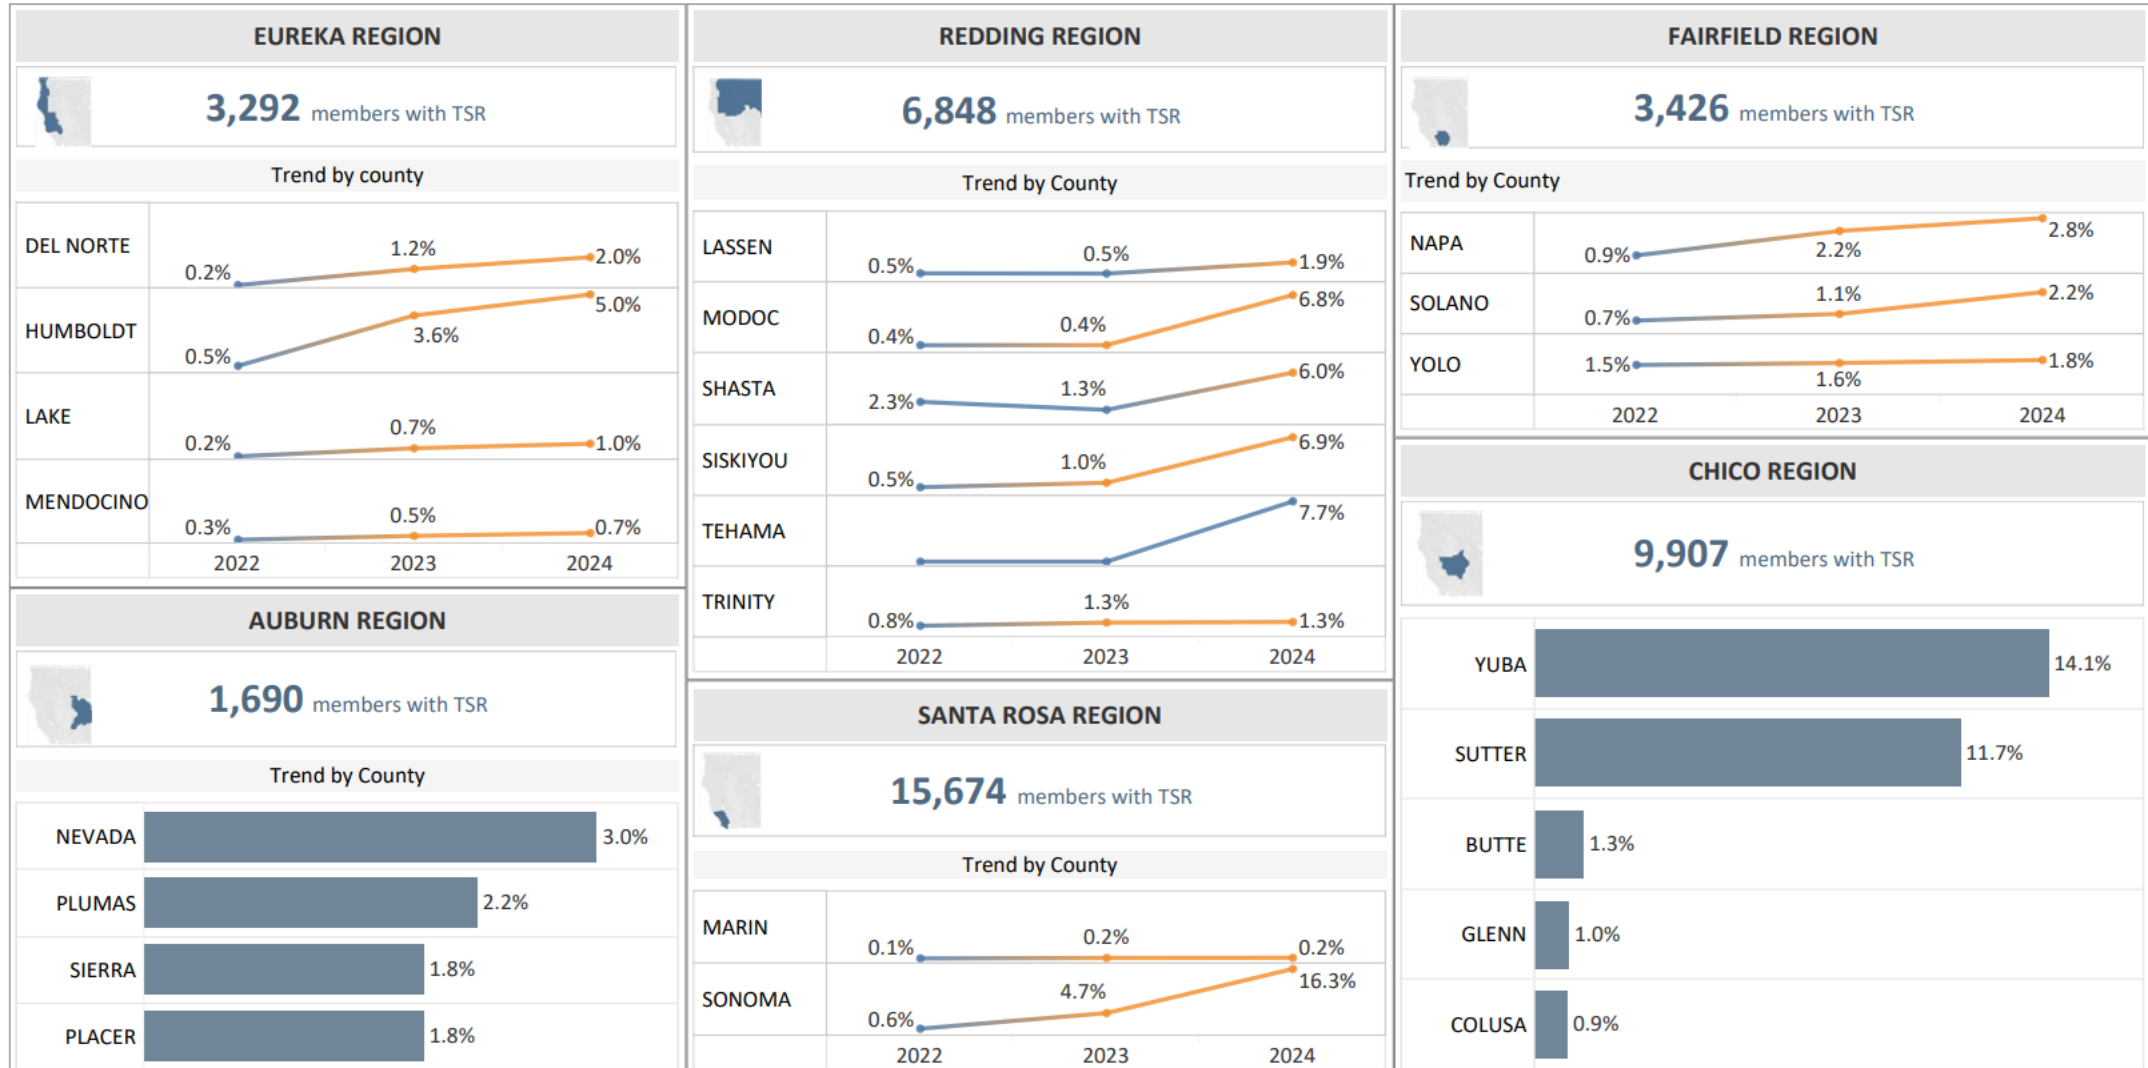 EUREKA REGION
3,292 members with TSR
Trend by county
DEL NORTE 0.2% 1.2% 2.0%
HUMBOLDT 0.5% 3.6% 5.0%
LAKE 0.2% 0.7% 1.0%
MENDOCINO 0.3% 0.5% 0.7%
2022 2023 2024
AUBURN REGION
1,690 members with TSR
Trend by County
NEVADA 3.0%
PLUMAS 2.2%
SIERRA 1.8%
PLACER 1.8%
REDDING REGION
6,848 members with TSR
Trend by County
LASSEN 0.5% 0.5% 1.9%
MODOC 0.4% 0.4% 6.8%
SHASTA 2.3% 1.3% 6.0%
SISKIYOU 0.5% 1.0% 6.9%
TEHAMA 7.7%
TRINITY 0.8% 1.3% 1.3%
2022 2023 2024
SANTA ROSA REGION
15,674 members with TSR
Trend by County
MARIN 0.1% 0.2% 0.2%
SONOMA 0.6% 4.7% 16.3%
2022 2023 2024
FAIRFIELD REGION
3,426 members with TSR
Trend by County
NAPA 0.9% 2.2% 2.8%
SOLANO 0.7% 1.1% 2.2%
YOLO 1.5% 1.6% 1.8%
2022 2023 2024
CHICO REGION
9,907 members with TSR
YUBA 14.1%
SUTTER 11.7%
BUTTE 1.3%
GLENN 1.0%
COLUSA 0.9%